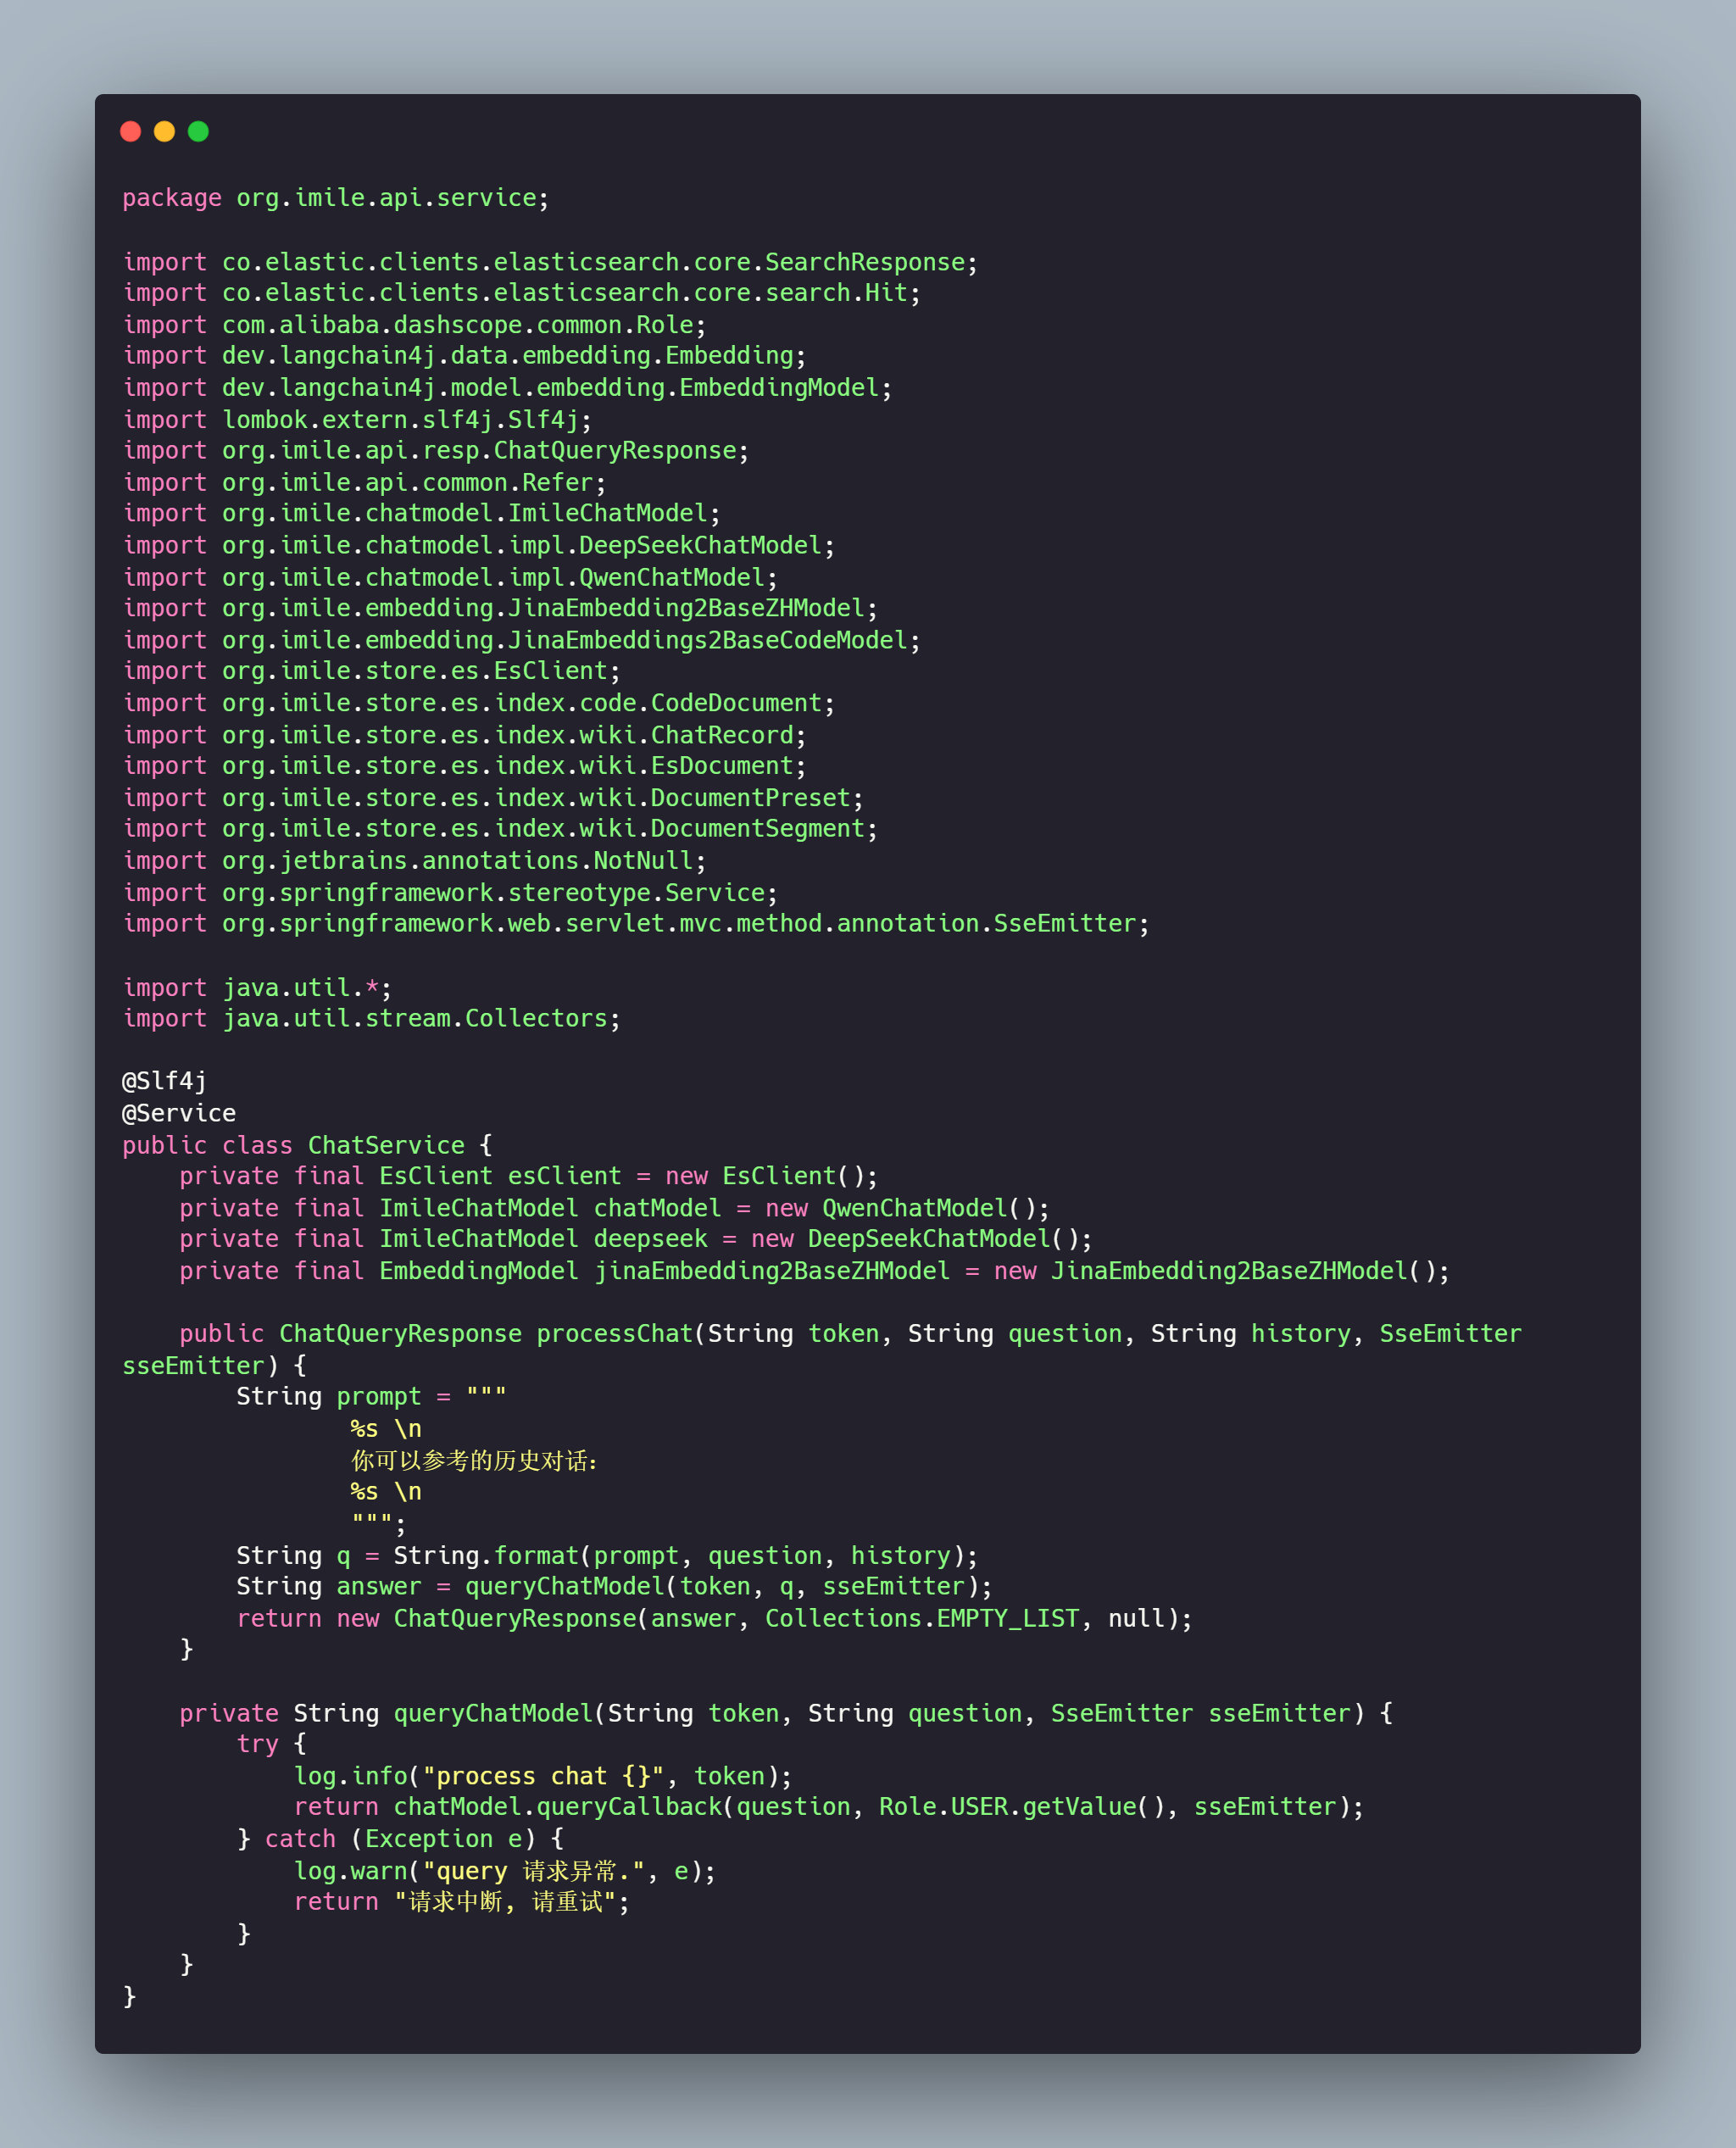 package org.imile.api.service;

import co.elastic.clients.elasticsearch.core.SearchResponse;
import co.elastic.clients.elasticsearch.core.search.Hit;
import com.alibaba.dashscope.common.Role;
import dev.langchain4j.data.embedding.Embedding;
import dev.langchain4j.model.embedding.EmbeddingModel;
import lombok.extern.slf4j.Slf4j;
import org.imile.api.resp.ChatQueryResponse;
import org.imile.api.common.Refer;
import org.imile.chatmodel.ImileChatModel;
import org.imile.chatmodel.impl.DeepSeekChatModel;
import org.imile.chatmodel.impl.QwenChatModel;
import org.imile.embedding.JinaEmbedding2BaseZHModel;
import org.imile.embedding.JinaEmbeddings2BaseCodeModel;
import org.imile.store.es.EsClient;
import org.imile.store.es.index.code.CodeDocument;
import org.imile.store.es.index.wiki.ChatRecord;
import org.imile.store.es.index.wiki.EsDocument;
import org.imile.store.es.index.wiki.DocumentPreset;
import org.imile.store.es.index.wiki.DocumentSegment;
import org.jetbrains.annotations.NotNull;
import org.springframework.stereotype.Service;
import org.springframework.web.servlet.mvc.method.annotation.SseEmitter;

import java.util.*;
import java.util.stream.Collectors;

@Slf4j
@Service
public class ChatService {
    private final EsClient esClient = new EsClient();
    private final ImileChatModel chatModel = new QwenChatModel();
    private final ImileChatModel deepseek = new DeepSeekChatModel();
    private final EmbeddingModel jinaEmbedding2BaseZHModel = new JinaEmbedding2BaseZHModel();

    public ChatQueryResponse processChat(String token, String question, String history, SseEmitter
sseEmitter) {
        String prompt = """
                %s \n
                你可以参考的历史对话：
                %s \n
                """;
        String q = String.format(prompt, question, history);
        String answer = queryChatModel(token, q, sseEmitter);
        return new ChatQueryResponse(answer, Collections.EMPTY_LIST, null);
    }

    private String queryChatModel(String token, String question, SseEmitter sseEmitter) {
        try {
            log.info("process chat {}", token);
            return chatModel.queryCallback(question, Role.USER.getValue(), sseEmitter);
        } catch (Exception e) {
            log.warn("query 请求异常.", e);
            return "请求中断, 请重试";
        }
    }
}